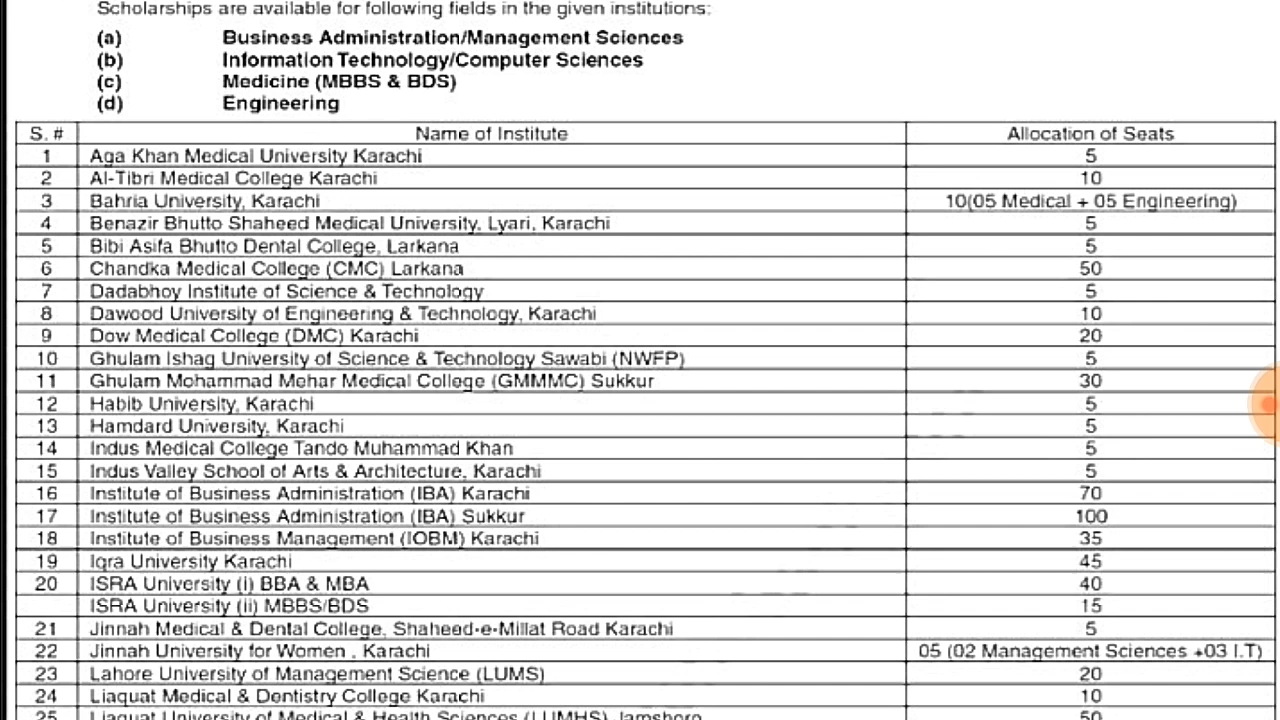 Scholarships are available for following fields in the given institutions:
(a) Business Administration/Management Sciences
(b) Information Technology/Computer Sciences
(c) Medicine (MBBS & BDS)
(d) Engineering
S. # Name of Institute Allocation of Seats
1 Aga Khan Medical University Karachi 5
2 Al-Tibri Medical College Karachi 10
3 Bahria University, Karachi 10(05 Medical + 05 Engineering)
4 Benazir Bhutto Shaheed Medical University, Lyari, Karachi 5
5 Bibi Asifa Bhutto Dental College, Larkana 5
6 Chandka Medical College (CMC) Larkana 50
7 Dadabhoy Institute of Science & Technology 5
8 Dawood University of Engineering & Technology, Karachi 10
9 Dow Medical College (DMC) Karachi 20
10 Ghulam Ishag University of Science & Technology Sawabi (NWFP) 5
11 Ghulam Mohammad Mehar Medical College (GMMMC) Sukkur 30
12 Habib University, Karachi 5
13 Hamdard University, Karachi 5
14 Indus Medical College Tando Muhammad Khan 5
15 Indus Valley School of Arts & Architecture, Karachi 5
16 Institute of Business Administration (IBA) Karachi 70
17 Institute of Business Administration (IBA) Sukkur 100
18 Institute of Business Management (IOBM) Karachi 35
19 Iqra University Karachi 45
20 ISRA University (i) BBA & MBA 40
ISRA University (ii) MBBS/BDS 15
21 Jinnah Medical & Dental College, Shaheed-e-Millat Road Karachi 5
22 Jinnah University for Women , Karachi 05 (02 Management Sciences +03 I.T)
23 Lahore University of Management Science (LUMS) 20
24 Liaquat Medical & Dentistry College Karachi 10
25 Liaquat University of Medical & Health Sciences (LUMHS) Jamshoro 50